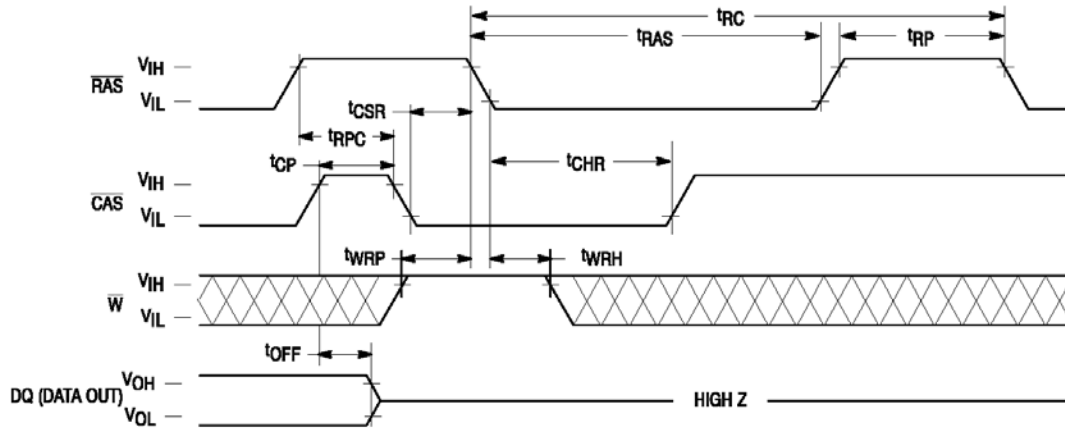 tRC
tRAS
tRP
RAS
VIH
VIL
tCSR
tRPC
tCP
tCHR
CAS
VIH
VIL
tWRP
tWRH
W
VIH
VIL
tOFF
DQ (DATA OUT)
VOH
VOL
HIGH Z